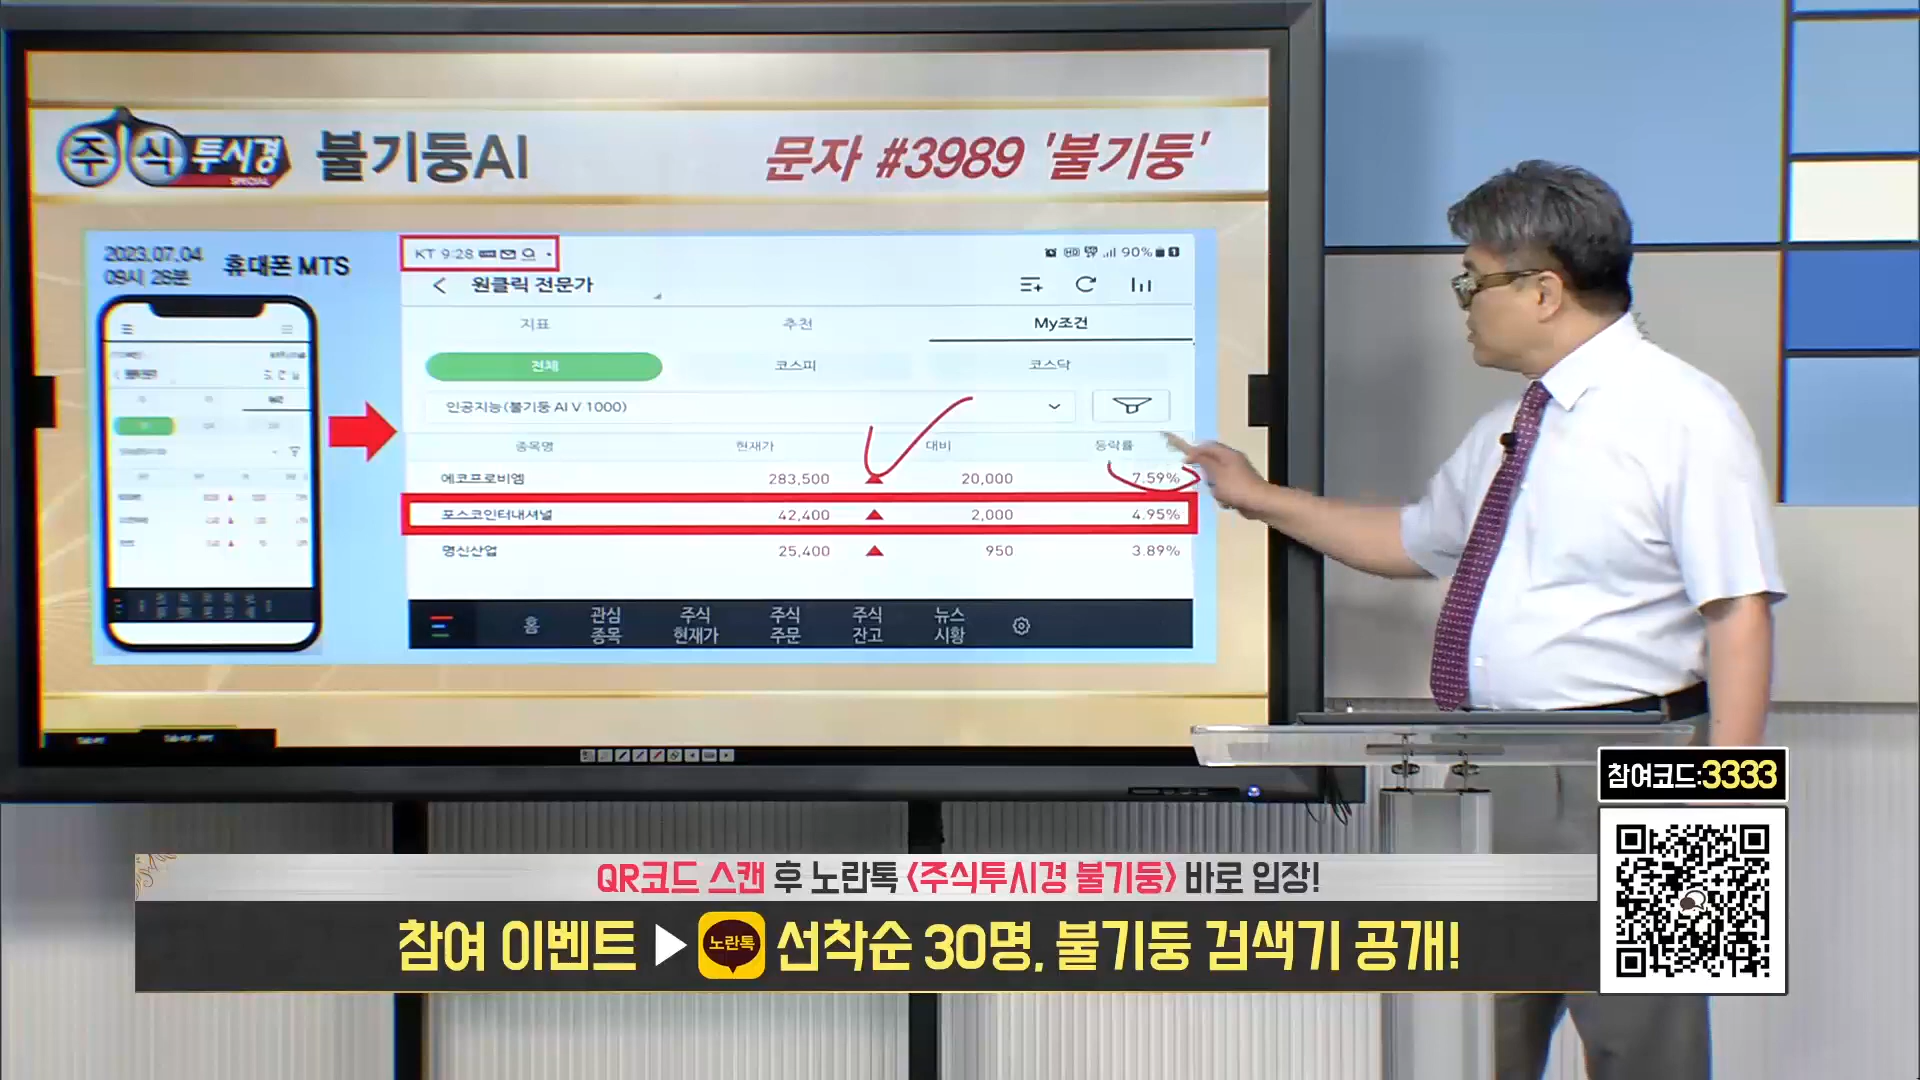 주식투시경
SPECIAL
불기둥AI
문자 #3989 '불기둥'
2023.07.04
09시 28분
휴대폰 MTS
KT 9:28
90%
원클릭 전문가
지표 추천 My조건
전체 코스피 코스닥
인공지능(불기둥 AI V 1000)
종목명 현재가 대비 등락률
에코프로비엠 283,500 ▲ 20,000 7.59%
포스코인터내셔널 42,400 ▲ 2,000 4.95%
명신산업 25,400 ▲ 950 3.89%
홈 관심종목 주식현재가 주식주문 주식잔고 뉴스시황
참여코드:3333
QR코드 스캔 후 노란톡 <주식투시경 불기둥> 바로 입장!
참여 이벤트 ▶ 노란톡 선착순 30명, 불기둥 검색기 공개!